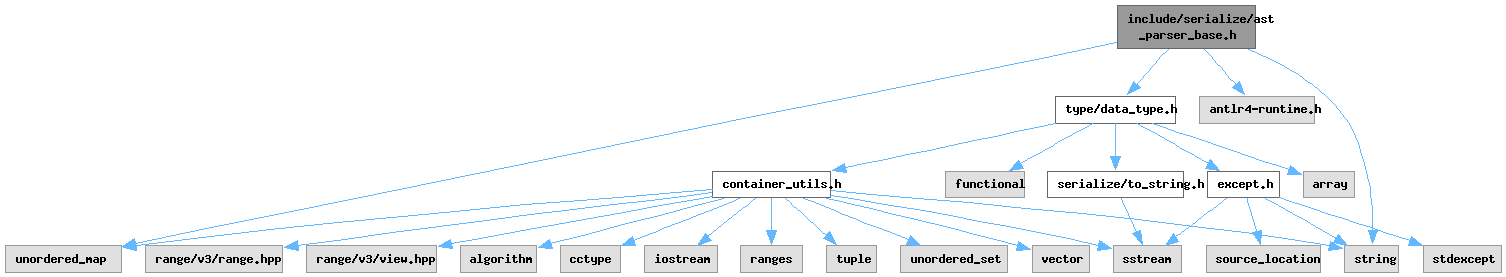 include/serialize/ast
_parser_base.h
type/data_type.h
antlr4-runtime.h
container_utils.h
functional
serialize/to_string.h
except.h
array
unordered_map
range/v3/range.hpp
range/v3/view.hpp
algorithm
cctype
iostream
ranges
tuple
unordered_set
vector
sstream
source_location
string
stdexcept